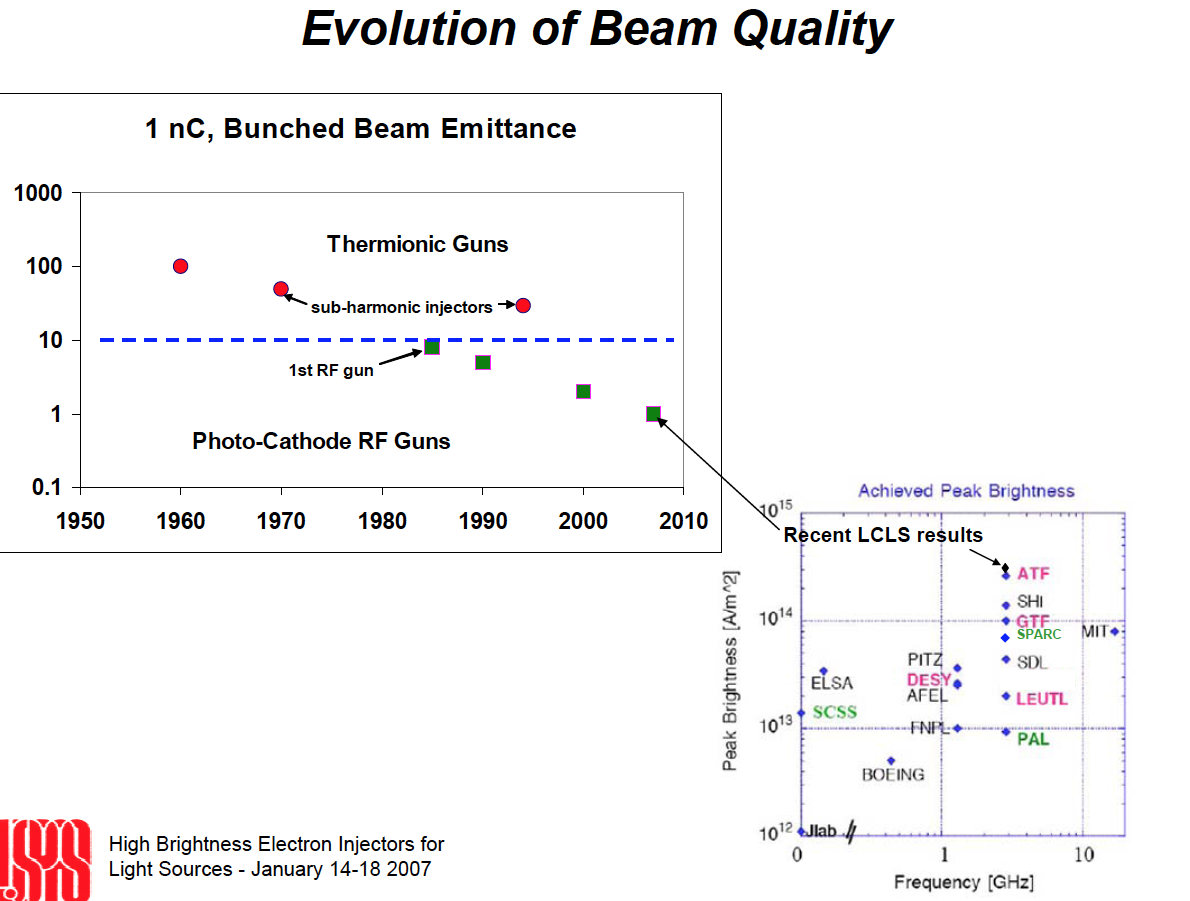 Evolution of Beam Quality
1 nC, Bunched Beam Emittance
1000
100
10
1
0.1
Thermionic Guns
sub-harmonic injectors
1st RF gun
Photo-Cathode RF Guns
1950 1960 1970 1980 1990 2000 2010
Achieved Peak Brightness
Recent LCLS results
Peak Brightness [A/m^2]
10^15
10^14
10^13
10^12
ATF
SHI
GTF
SPARC
MIT
PITZ
SDL
DESY
ELSA
AFEL
LEUTL
SCSS
FNPL
PAL
BOEING
Jlab
0 1 10
Frequency [GHz]
High Brightness Electron Injectors for
Light Sources - January 14-18 2007